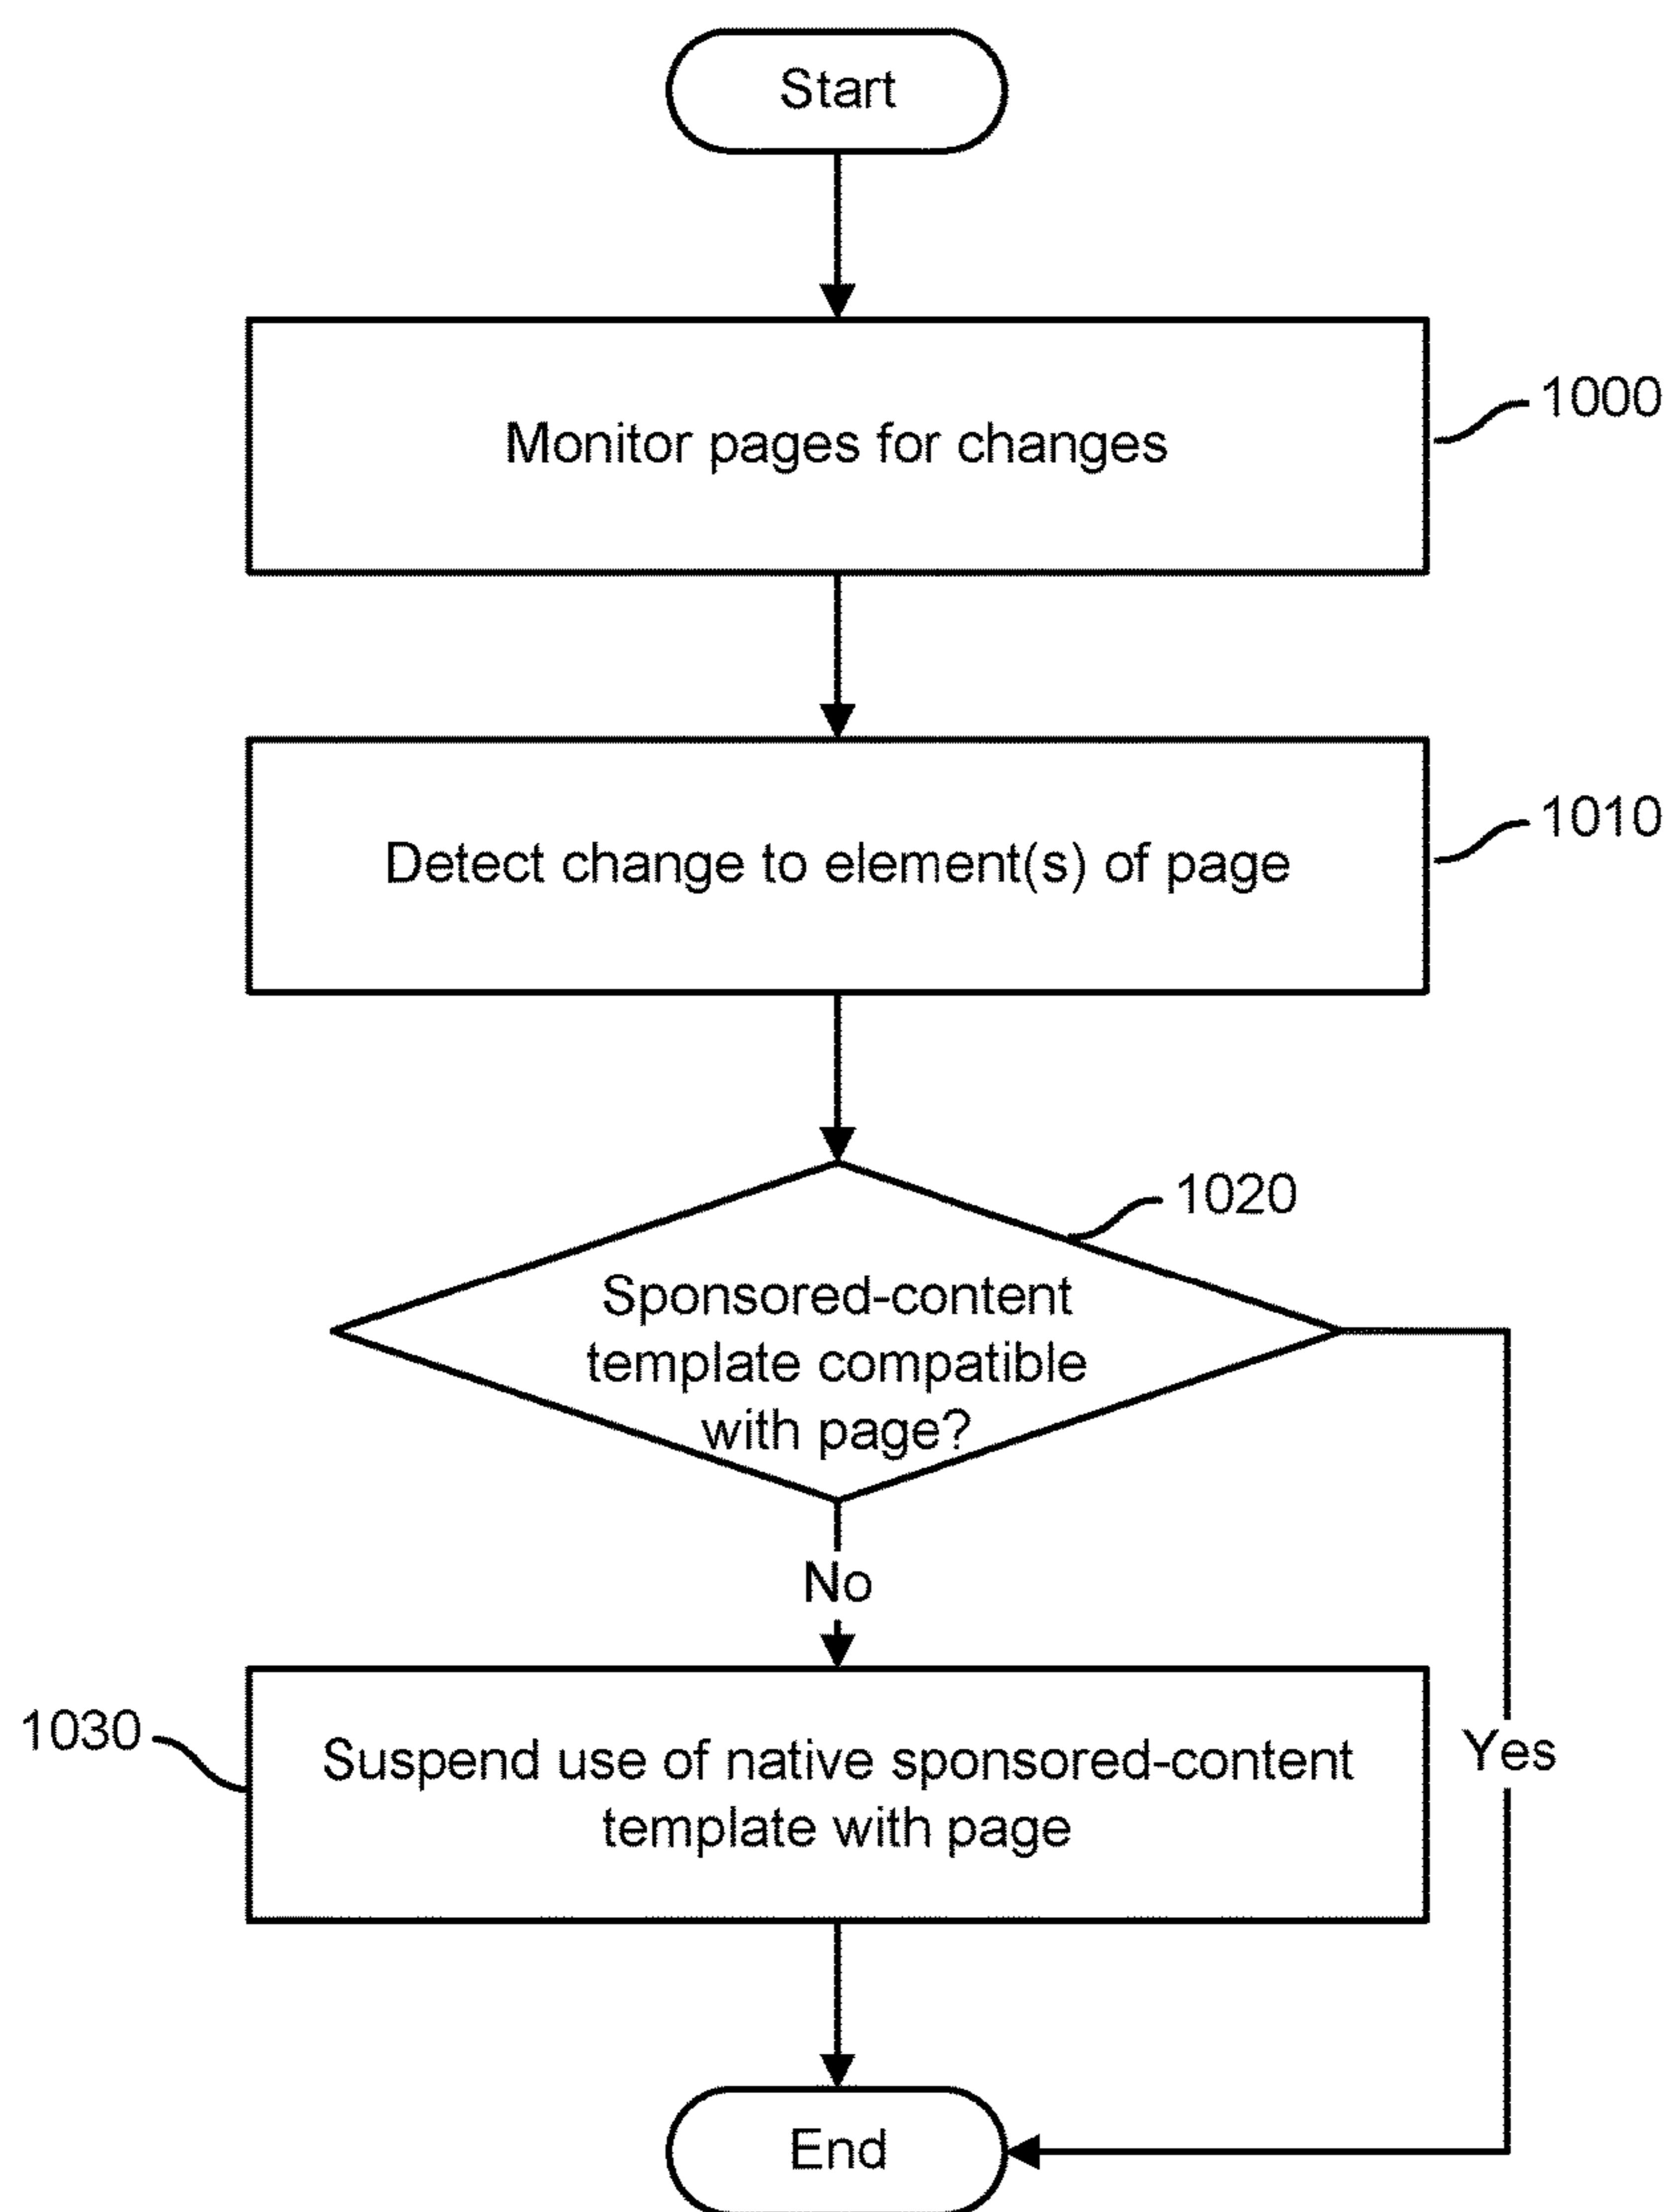 Start
Monitor pages for changes
1000
Detect change to element(s) of page
1010
1020
Sponsored-content
template compatible
with page?
No
1030
Suspend use of native sponsored-content
template with page
Yes
End